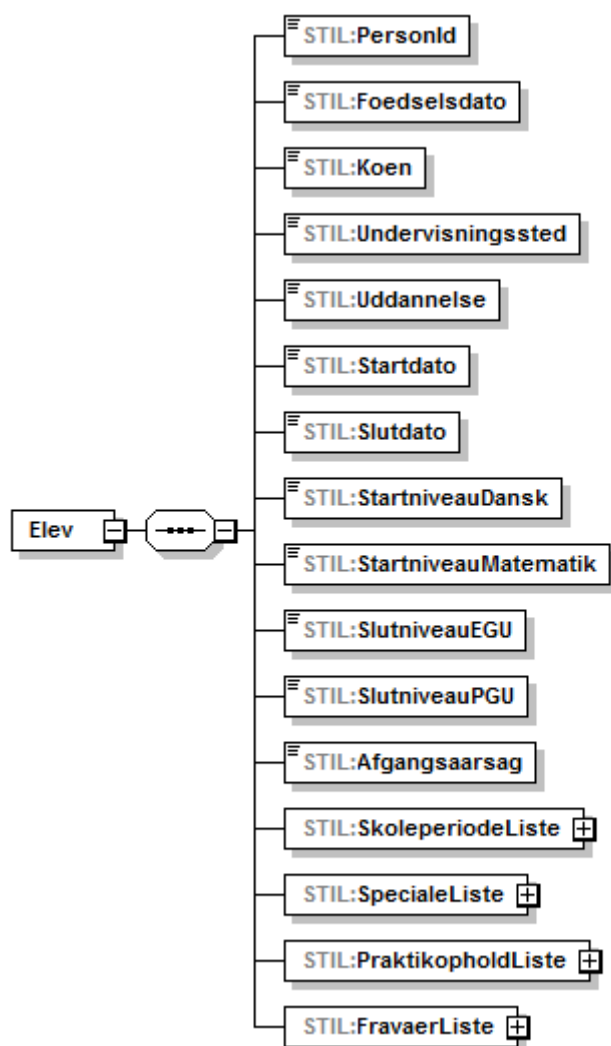 STIL:PersonId
STIL:Foedselsdato
STIL:Koen
STIL:Undervisningssted
STIL:Uddannelse
STIL:Startdato
STIL:Slutdato
STIL:StartniveauDansk
Elev
STIL:StartniveauMatematik
STIL:SlutniveauEGU
STIL:SlutniveauPGU
STIL:Afgangsaarsag
STIL:SkoleperiodeListe
STIL:SpecialeListe
STIL:PraktikopholdListe
STIL:FravaerListe